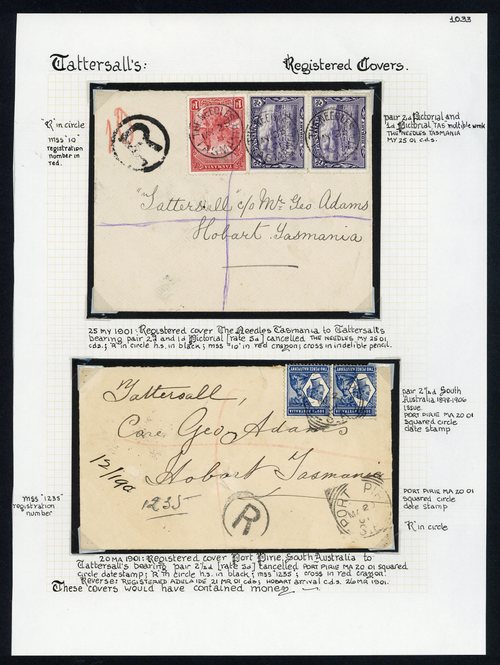 1033
Tattersall's:
Registered Covers.
"R" in circle
mss "10"
registration
number in
red.
R
pair 2d Pictorial and
1d Pictorial TAS multiple wmk
THE NEEDLES TASMANIA
MY 25 01 c.d.s.
"Tattersall" c/o Mr Geo Adams
Hobart Tasmania
25 MY 1901: Registered cover The Needles Tasmania to Tattersalls
bearing pair 2d and 1d Pictorial [rate 5d] cancelled THE NEEDLES MY 25 01
c.d.s.; "R" in circle h.s. in black; mss "10" in red crayon; cross in indelible pencil.
Tattersall,
Care Geo Adam
Hobart Tasmania
12/190
1235
R
PORT PI
pair 2½d South
Australia 1898-1906
issue.
PORT PIRIE MA 20 01
squared circle
date stamp
mss "1235"
registration
number
PORT PIRIE MA 20 01
squared circle
date stamp
"R" in circle
20 MA 1901: Registered cover Port Pirie, South Australia to
Tattersall's bearing pair 2½d [rate 5d] cancelled PORT PIRIE MA 20 01 squared
circle datestamp; "R" in circle h.s. in black; mss "1235"; cross in red crayon.
Reverse: REGISTERED ADELAIDE 21 MR 01 cds; HOBART arrival c.d.s. 26 MR 1901.
These covers would have contained money